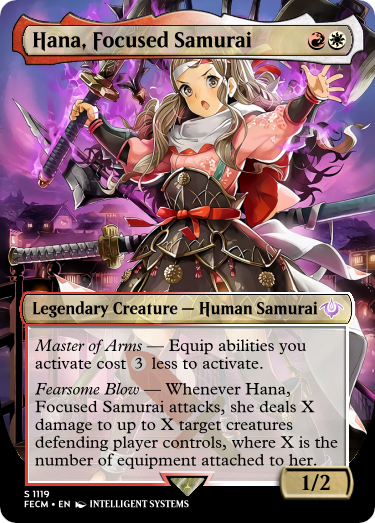 Hana, Focused Samurai
Legendary Creature — Human Samurai
Master of Arms — Equip abilities you
activate cost 3 less to activate.
Fearsome Blow — Whenever Hana,
Focused Samurai attacks, she deals X
damage to up to X target creatures
defending player controls, where X is the
number of equipment attached to her.
1/2
S 1119
FECM • EN INTELLIGENT SYSTEMS